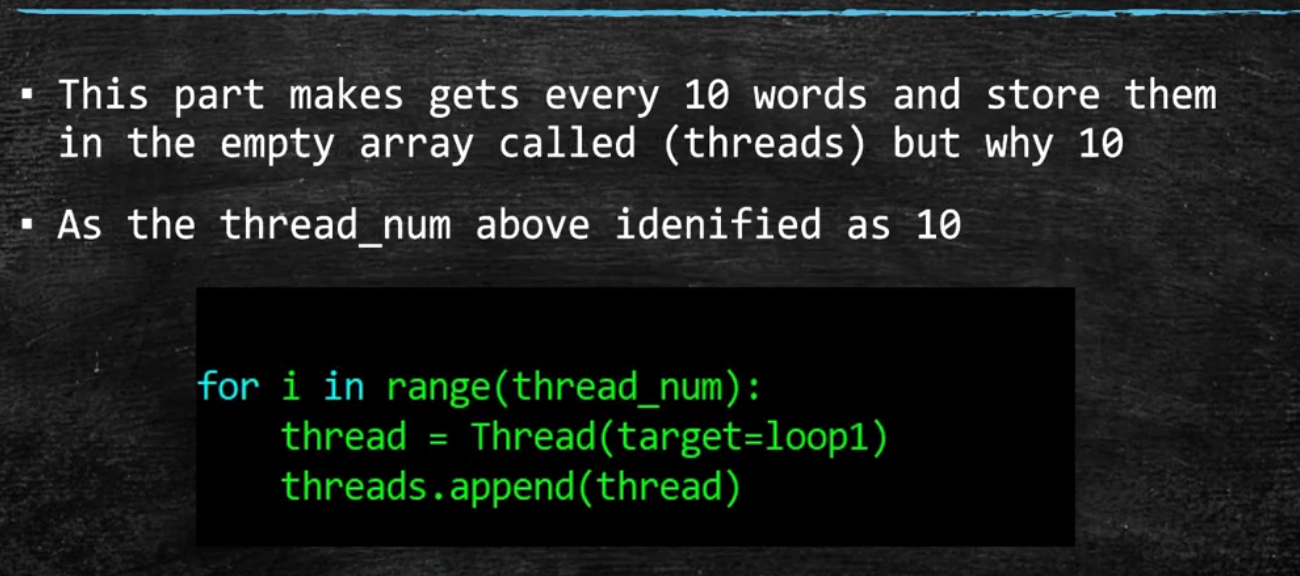 ▪ This part makes gets every 10 words and store them
in the empty array called (threads) but why 10
▪ As the thread_num above idenified as 10
for i in range(thread_num):
    thread = Thread(target=loop1)
    threads.append(thread)